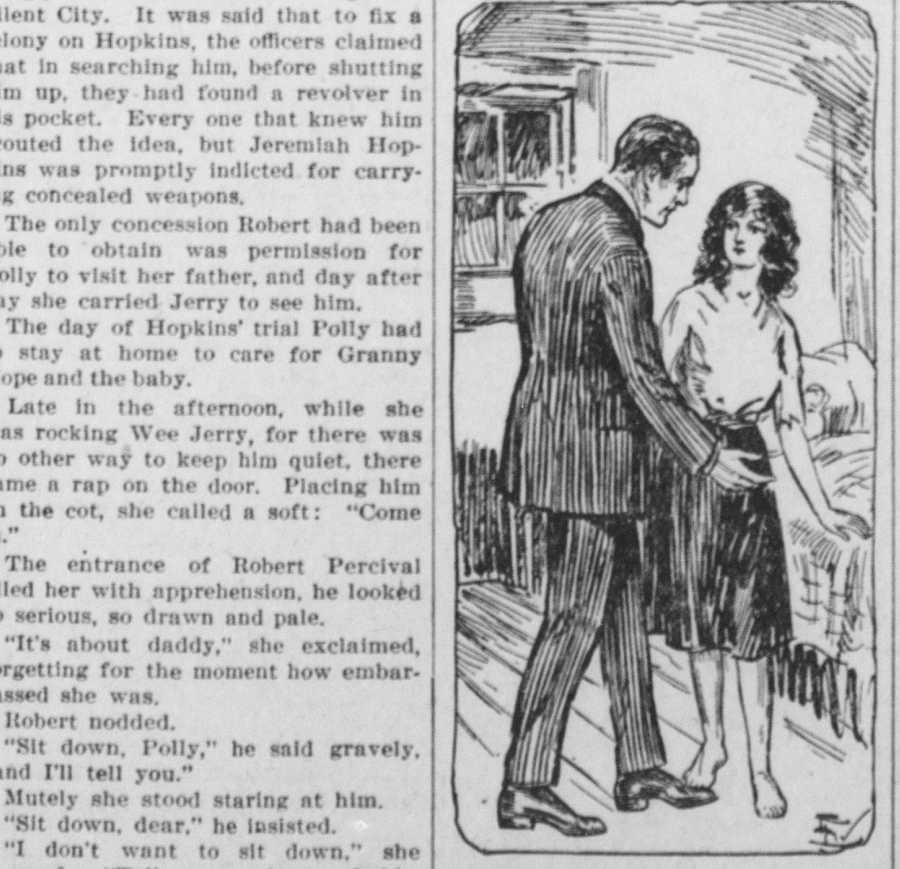 llent City. It was said that to fix a
elony on Hopkins, the officers claimed
hat in searching him, before shutting
im up, they had found a revolver in
is pocket. Every one that knew him
couted the idea, but Jeremiah Hop-
ins was promptly indicted for carry-
g concealed weapons.
The only concession Robert had been
ble to obtain was permission for
olly to visit her father, and day after
ay she carried Jerry to see him.
The day of Hopkins' trial Polly had
o stay at home to care for Granny
ope and the baby.
Late in the afternoon, while she
as rocking Wee Jerry, for there was
o other way to keep him quiet, there
ame a rap on the door. Placing him
n the cot, she called a soft: "Come
."
The entrance of Robert Percival
lled her with apprehension, he looked
o serious, so drawn and pale.
"It's about daddy," she exclaimed,
orgetting for the moment how embar-
assed she was.
Robert nodded.
"Sit down, Polly," he said gravely,
and I'll tell you."
Mutely she stood staring at him.
"Sit down, dear," he insisted.
"I don't want to sit down," she